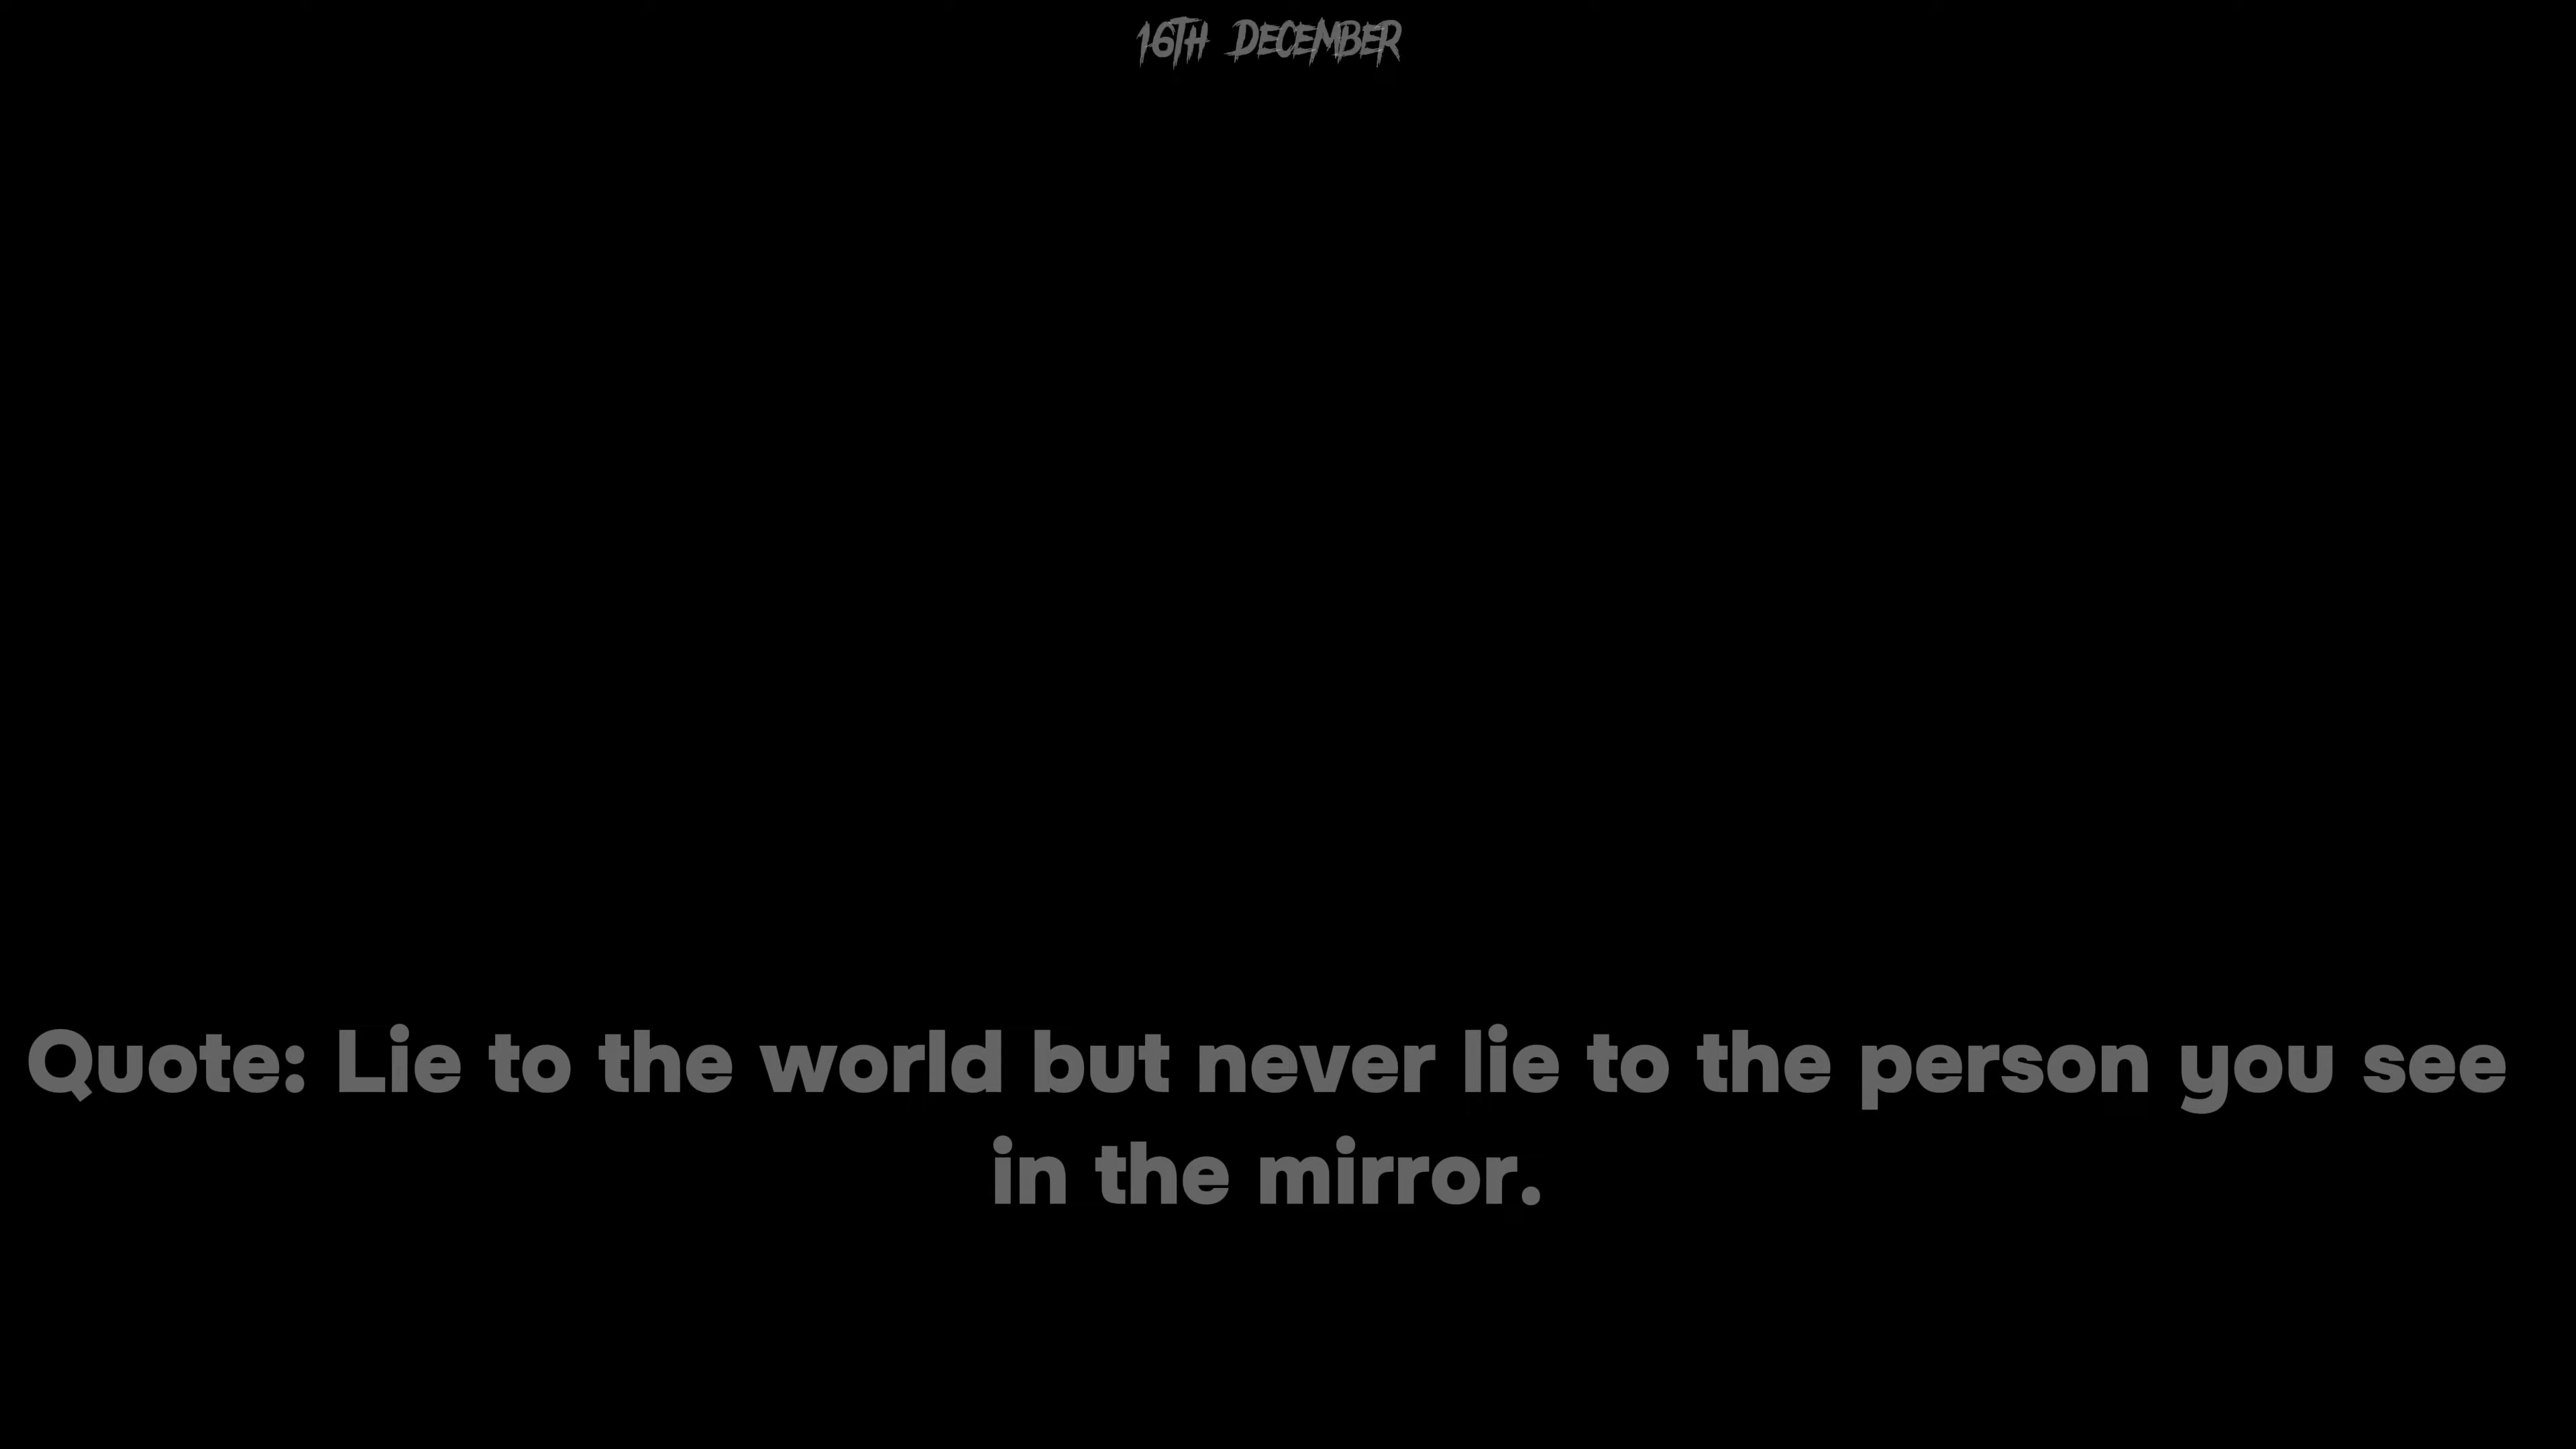 16TH DECEMBER
Quote: Lie to the world but never lie to the person you see
in the mirror.